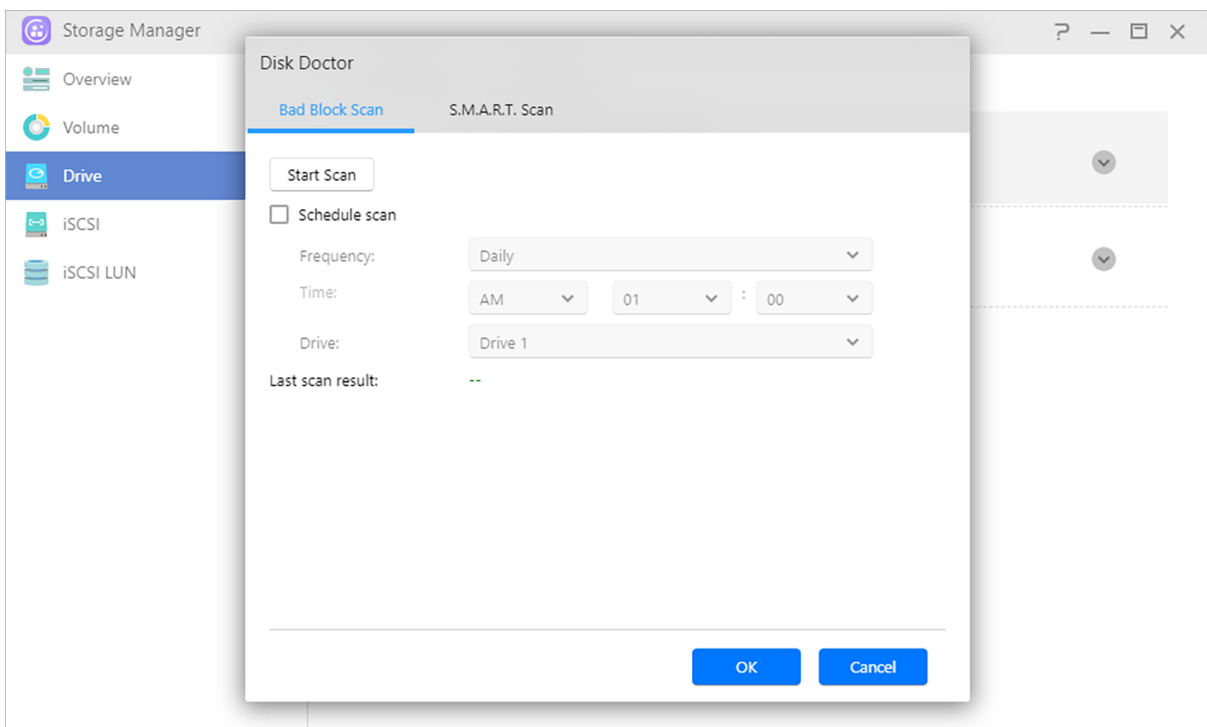 Storage Manager
Overview
Volume
Drive
iSCSI
iSCSI LUN
Disk Doctor
Bad Block Scan S.M.A.R.T. Scan
Start Scan
Schedule scan
Frequency: Daily
Time: AM 01 : 00
Drive: Drive 1
Last scan result: --
OK Cancel